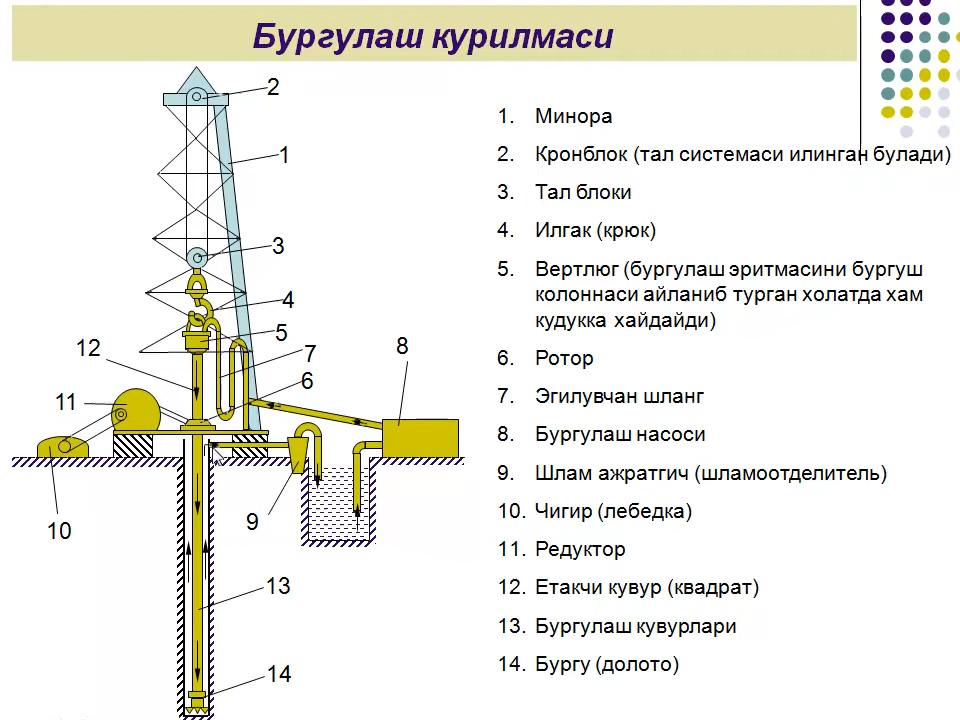 Бургулаш курилмаси
2
1
3
4
5
12
7
8
6
11
10
9
13
14
1. Минора
2. Кронблок (тал системаси илинган булади)
3. Тал блоки
4. Илгак (крюк)
5. Вертлюг (бургулаш эритмасини бургуш
колоннаси айланиб турган холатда хам
кудукка хайдайди)
6. Ротор
7. Эгилувчан шланг
8. Бургулаш насоси
9. Шлам ажратгич (шламоотделитель)
10. Чигир (лебедка)
11. Редуктор
12. Етакчи кувур (квадрат)
13. Бургулаш кувурлари
14. Бургу (долото)